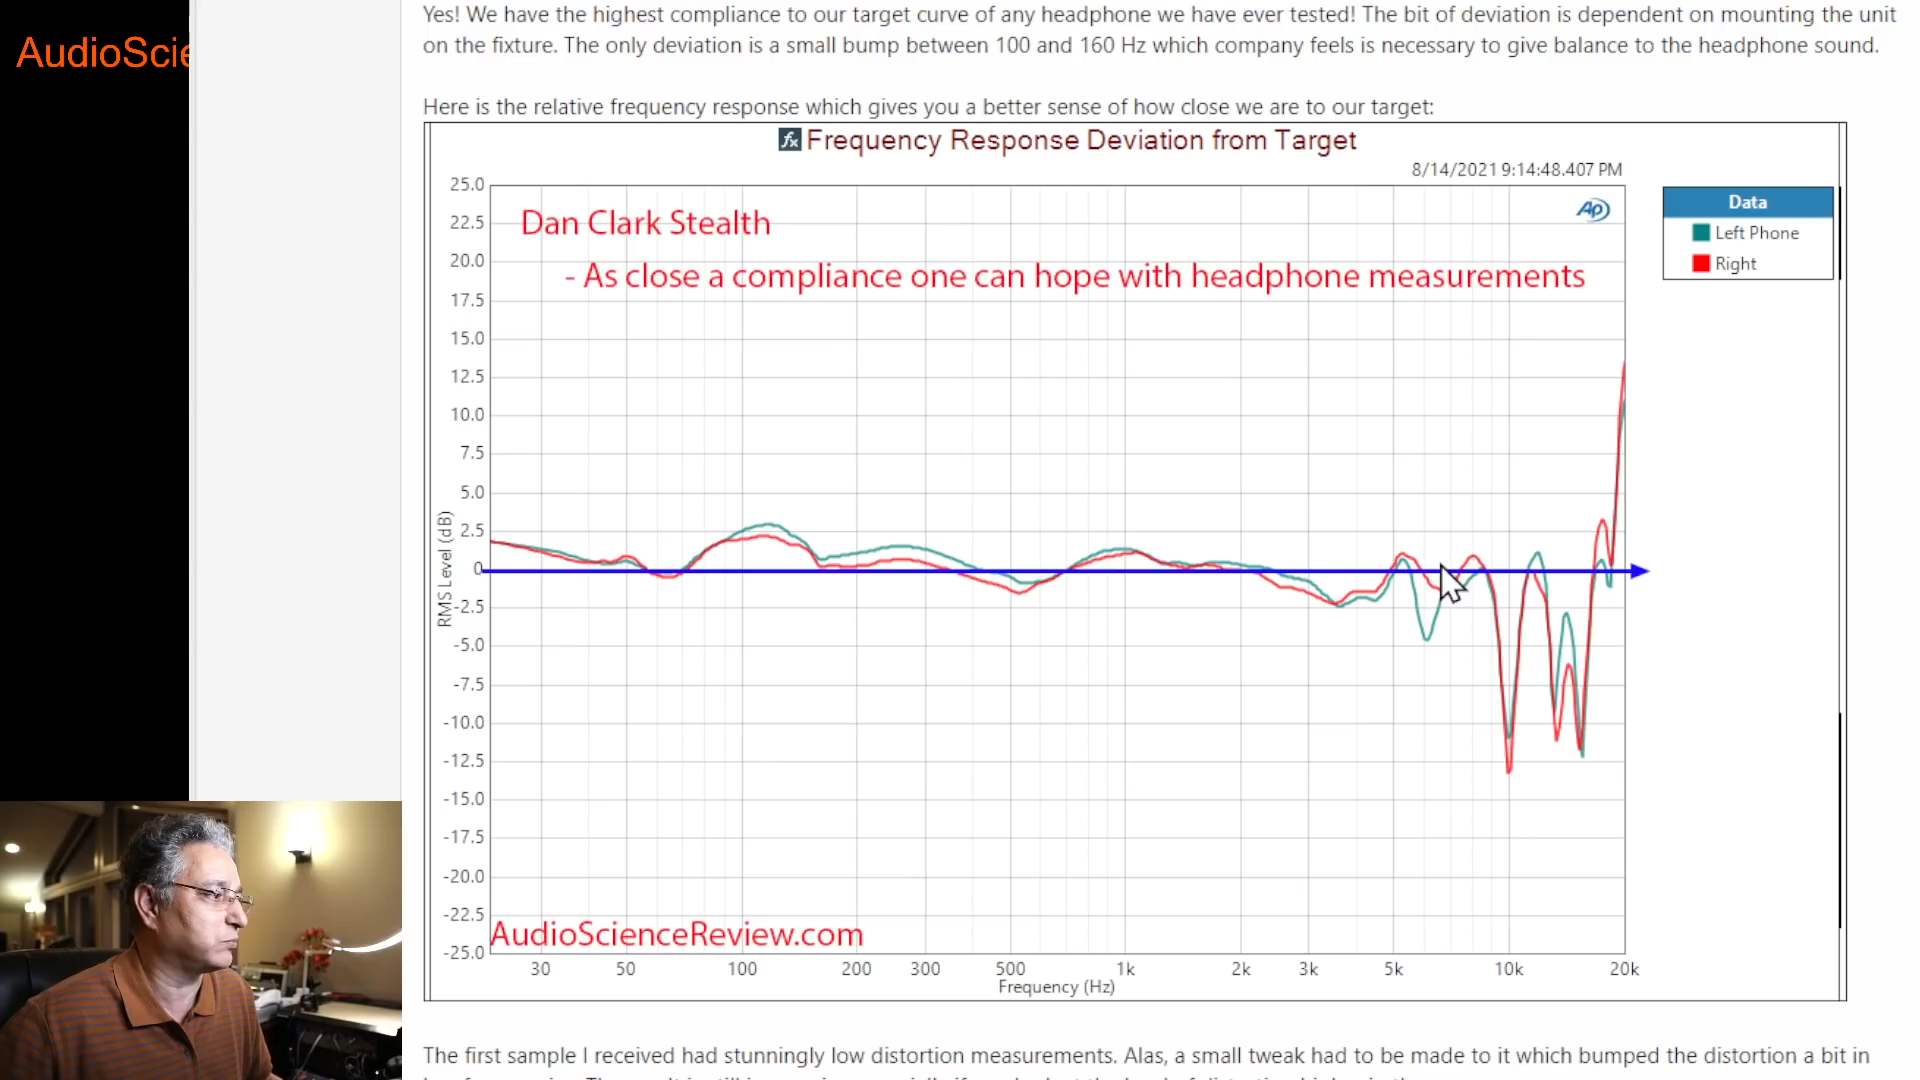 Yes! We have the highest compliance to our target curve of any headphone we have ever tested! The bit of deviation is dependent on mounting the unit
AudioScie
on the fixture. The only deviation is a small bump between 100 and 160 Hz which company feels is necessary to give balance to the headphone sound.
Here is the relative frequency response which gives you a better sense of how close we are to our target:
fx Frequency Response Deviation from Target
8/14/2021 9:14:48.407 PM
25.0
Data
Dan Clark Stealth
AP
22.5
Left Phone
20.0
- As close a compliance one can hope with headphone measurements
Right
17.5
15.0
12.5
10.0
7.5
5.0
2.5
0
-2.5
-5.0
-7.5
-10.0
-12.5
-15.0
-17.5
-20.0
-22.5
-25.0
RMS Level (dB)
AudioScienceReview.com
30 50 100 200 300 500 1k 2k 3k 5k 10k 20k
Frequency (Hz)
The first sample I received had stunningly low distortion measurements. Alas, a small tweak had to be made to it which bumped the distortion a bit in